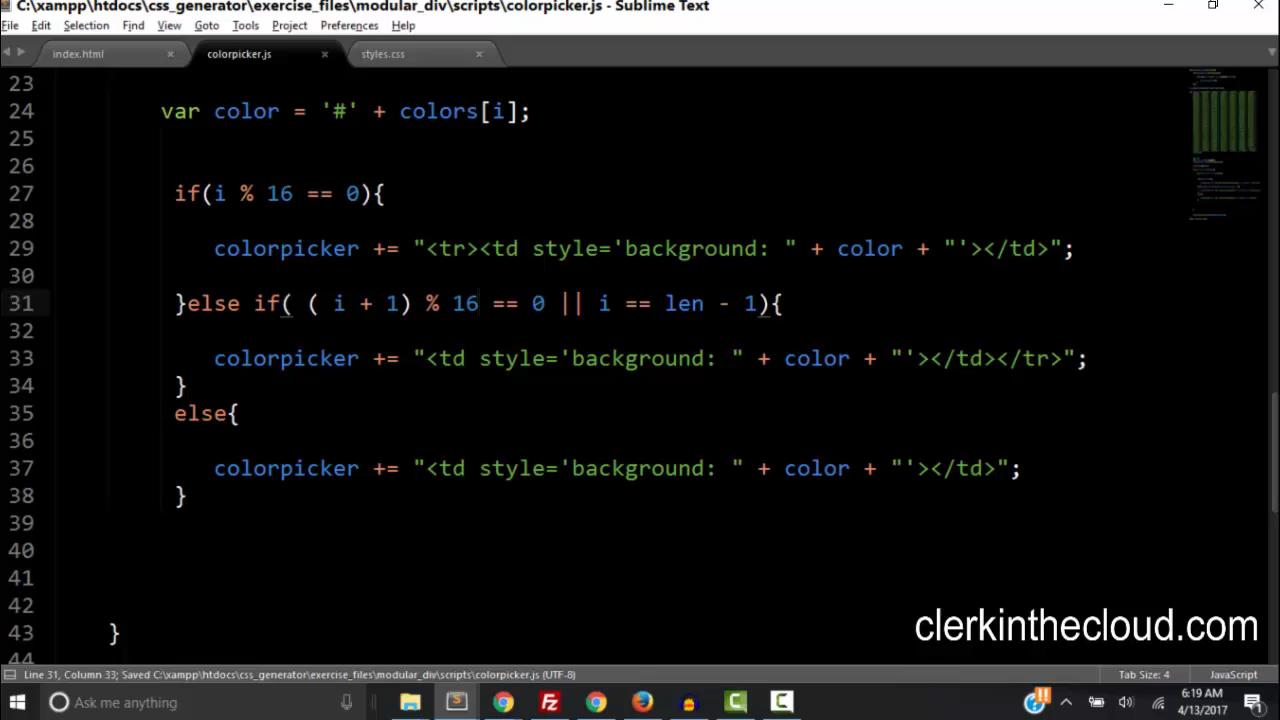 C:\xampp\htdocs\css_generator\exercise_files\modular_div\scripts\colorpicker.js - Sublime Text
File Edit Selection Find View Goto Tools Project Preferences Help
index.html × colorpicker.js × styles.css ×
23
24 var color = '#' + colors[i];
25
26
27 if(i % 16 == 0){
28
29 colorpicker += "<tr><td style='background: " + color + "'></td>";
30
31 }else if( ( i + 1) % 16 == 0 || i == len - 1){
32
33 colorpicker += "<td style='background: " + color + "'></td></tr>";
34 }
35 else{
36
37 colorpicker += "<td style='background: " + color + "'></td>";
38 }
39
40
41
42
43 }
44
clerkinthecloud.com
Line 31, Column 33; Saved C:\xampp\htdocs\css_generator\exercise_files\modular_div\scripts\colorpicker.js (UTF-8) Tab Size: 4 JavaScript
Ask me anything
6:19 AM
4/13/2017